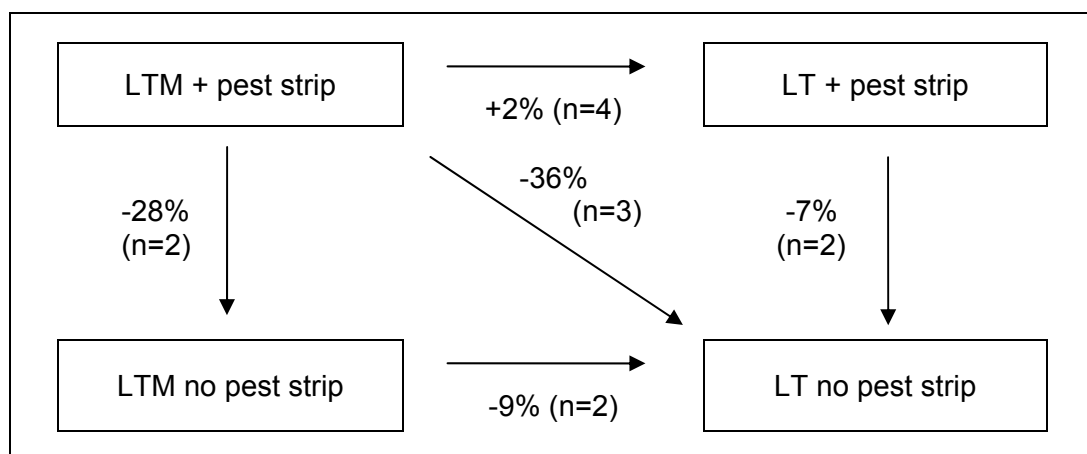 LTM + pest strip
LT + pest strip
+2% (n=4)
-36%
(n=3)
-28%
(n=2)
-7%
(n=2)
LTM no pest strip
LT no pest strip
-9% (n=2)